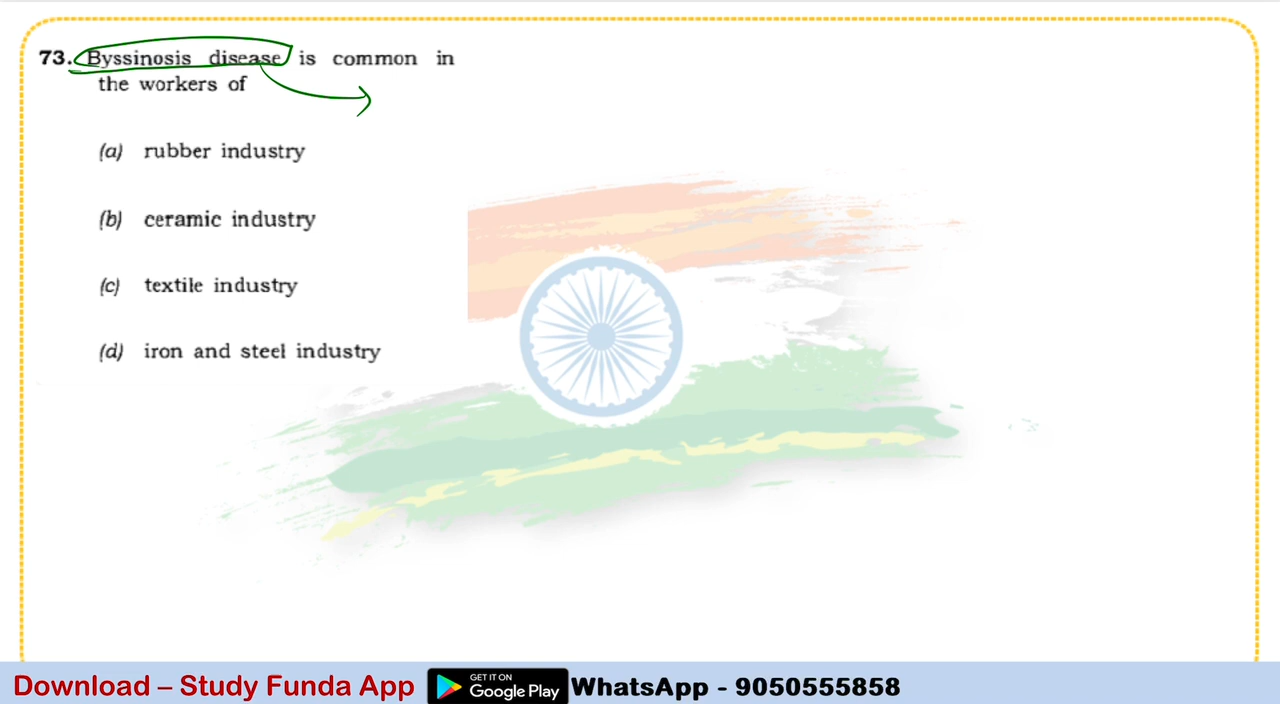 73. Byssinosis disease is common in
the workers of
(a) rubber industry
(b) ceramic industry
(c) textile industry
(d) iron and steel industry
Download – Study Funda App GET IT ON Google Play WhatsApp - 9050555858